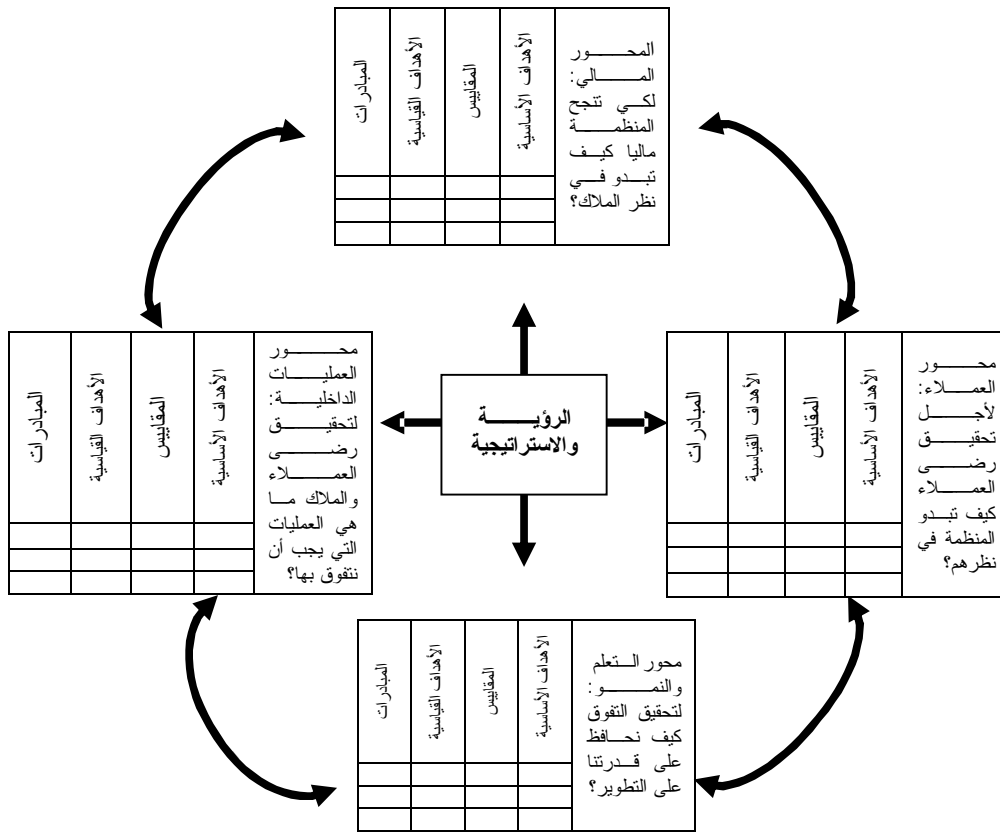 المحور
المالي:
لكي تنجح
المنظمة
ماليا كيف
تبدو في
نظر الملاك؟
الأهداف الأساسية
المقاييس
الأهداف القياسية
المبادرات
محور
العملاء:
لأجل
تحقيق
رضى
العملاء
كيف تبدو
المنظمة في
نظرهم؟
الأهداف الأساسية
المقاييس
الأهداف القياسية
المبادرات
الرؤية
والاستراتيجية
محور
العمليات
الداخلية:
لتحقيق
رضى
العملاء
والملاك ما
هي العمليات
التي يجب أن
نتفوق بها؟
الأهداف الأساسية
المقاييس
الأهداف القياسية
المبادرات
محور التعلم
والنمو:
لتحقيق التفوق
كيف نحافظ
على قدرتنا
على التطوير؟
الأهداف الأساسية
المقاييس
الأهداف القياسية
المبادرات